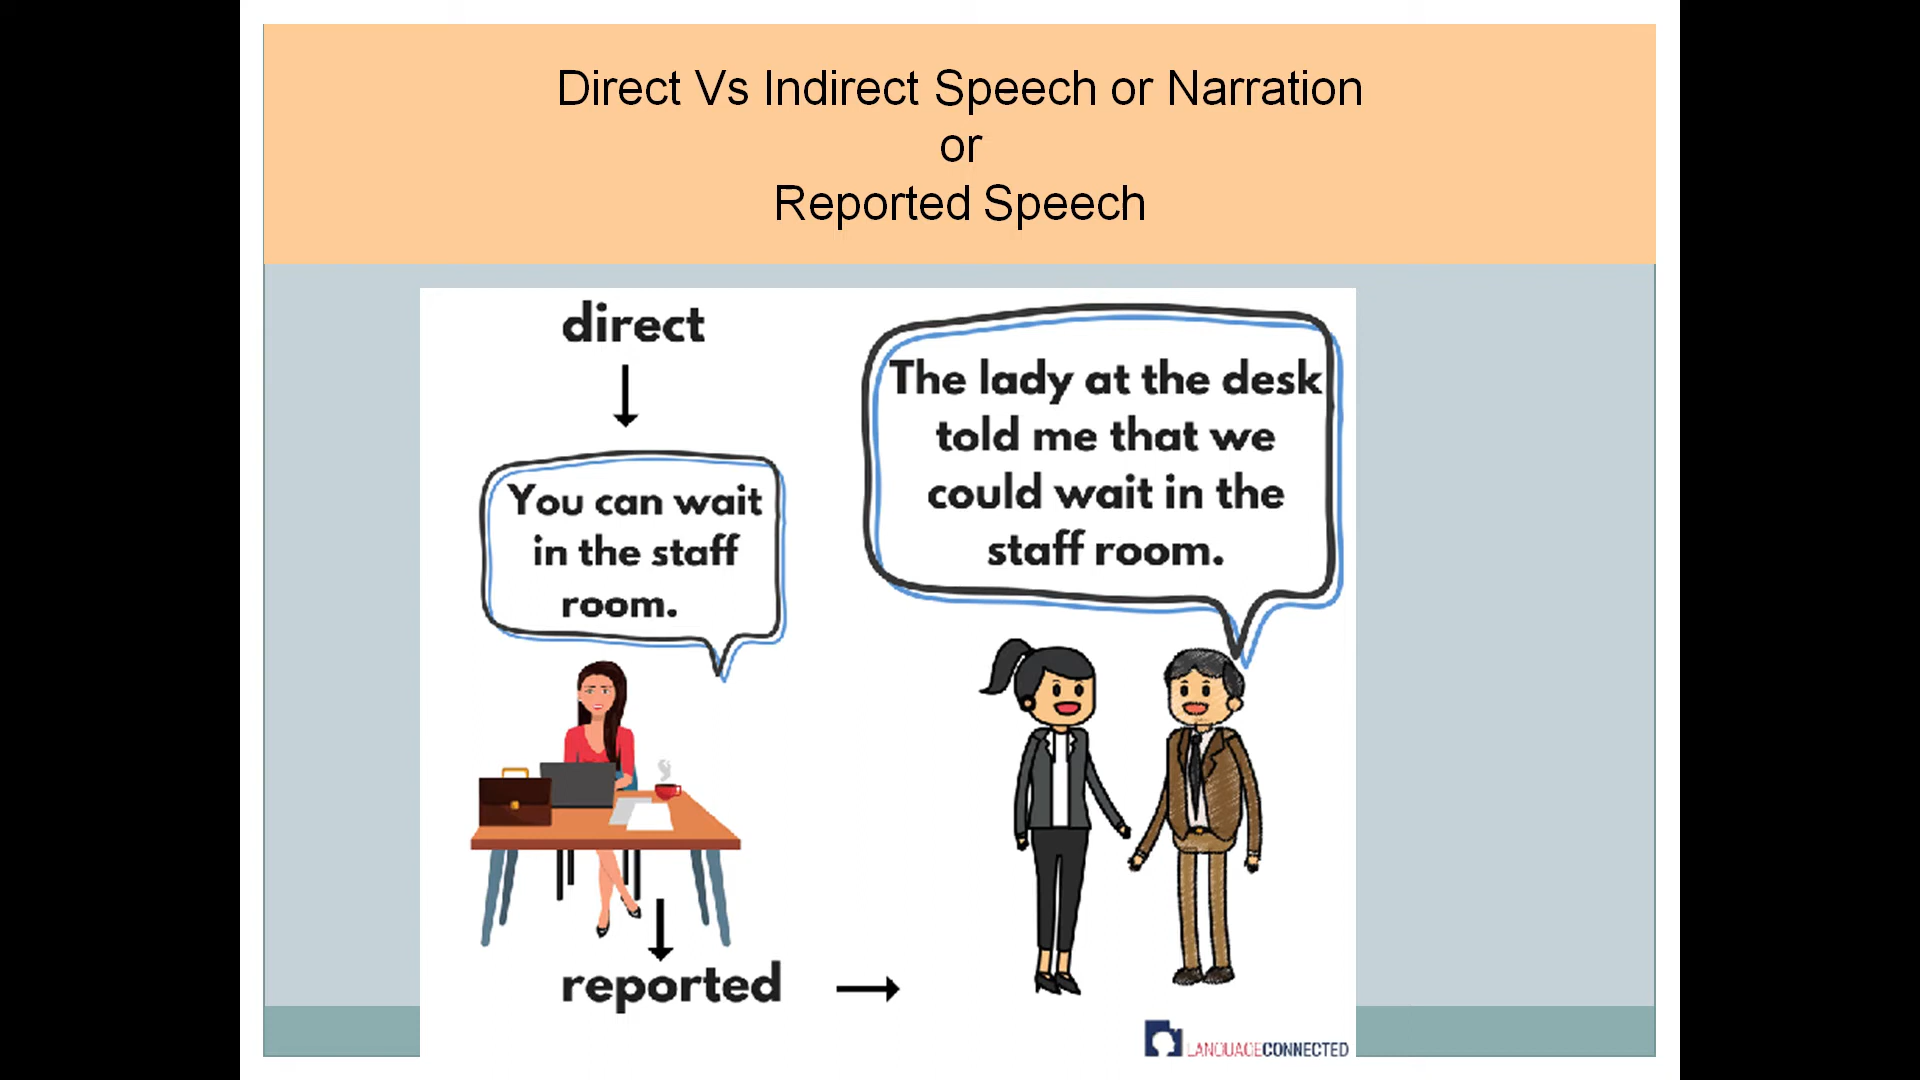 Direct Vs Indirect Speech or Narration
or
Reported Speech
direct
You can wait
in the staff
room.
The lady at the desk
told me that we
could wait in the
staff room.
reported
LANGUAGECONNECTED